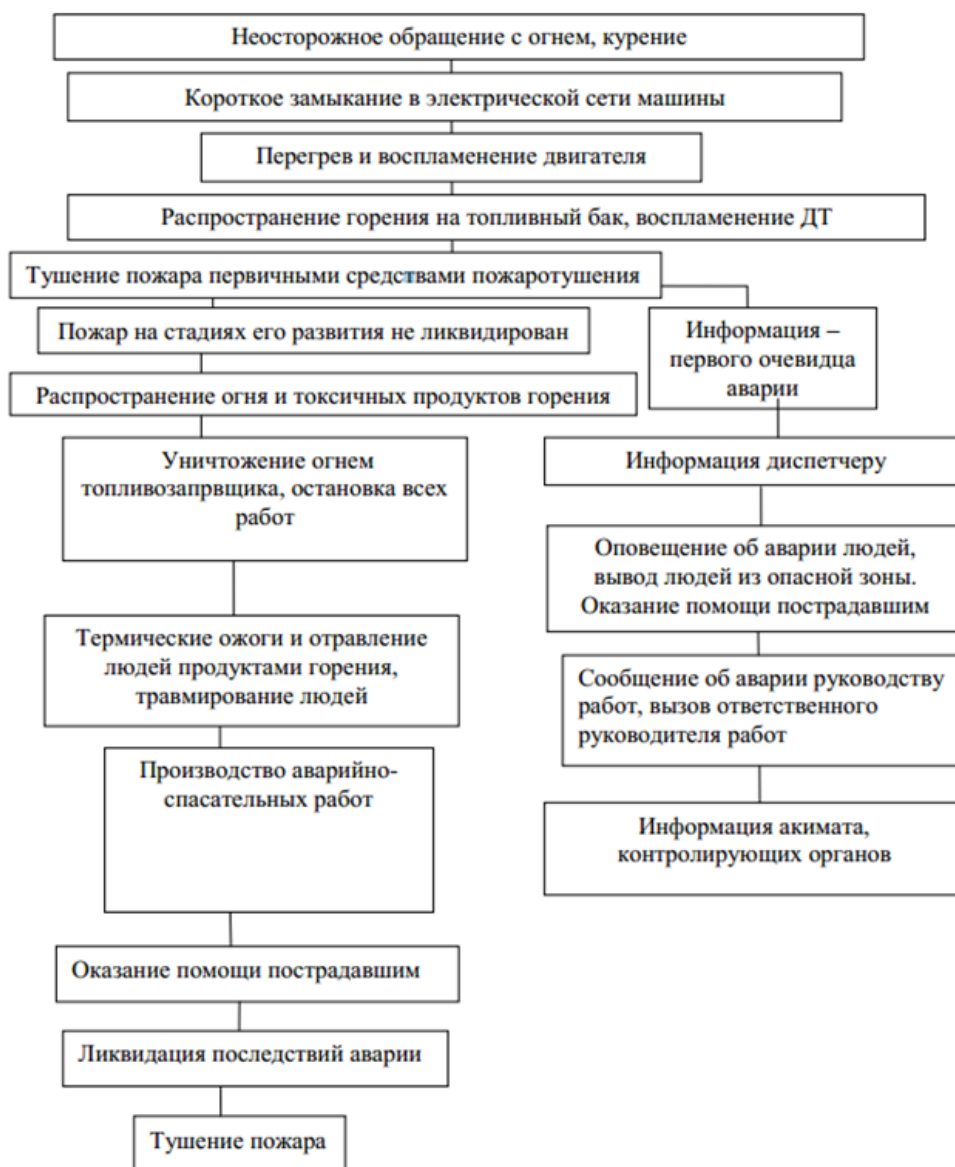 Неосторожное обращение с огнем, курение
Короткое замыкание в электрической сети машины
Перегрев и воспламенение двигателя
Распространение горения на топливный бак, воспламенение ДТ
Тушение пожара первичными средствами пожаротушения
Пожар на стадиях его развития не ликвидирован
Распространение огня и токсичных продуктов горения
Уничтожение огнем
топливозапрвщика, остановка всех
работ
Термические ожоги и отравление
людей продуктами горения,
травмирование людей
Производство аварийно-
спасательных работ
Оказание помощи пострадавшим
Ликвидация последствий аварии
Тушение пожара
Информация –
первого очевидца
аварии
Информация диспетчеру
Оповещение об аварии людей,
вывод людей из опасной зоны.
Оказание помощи пострадавшим
Сообщение об аварии руководству
работ, вызов ответственного
руководителя работ
Информация акимата,
контролирующих органов